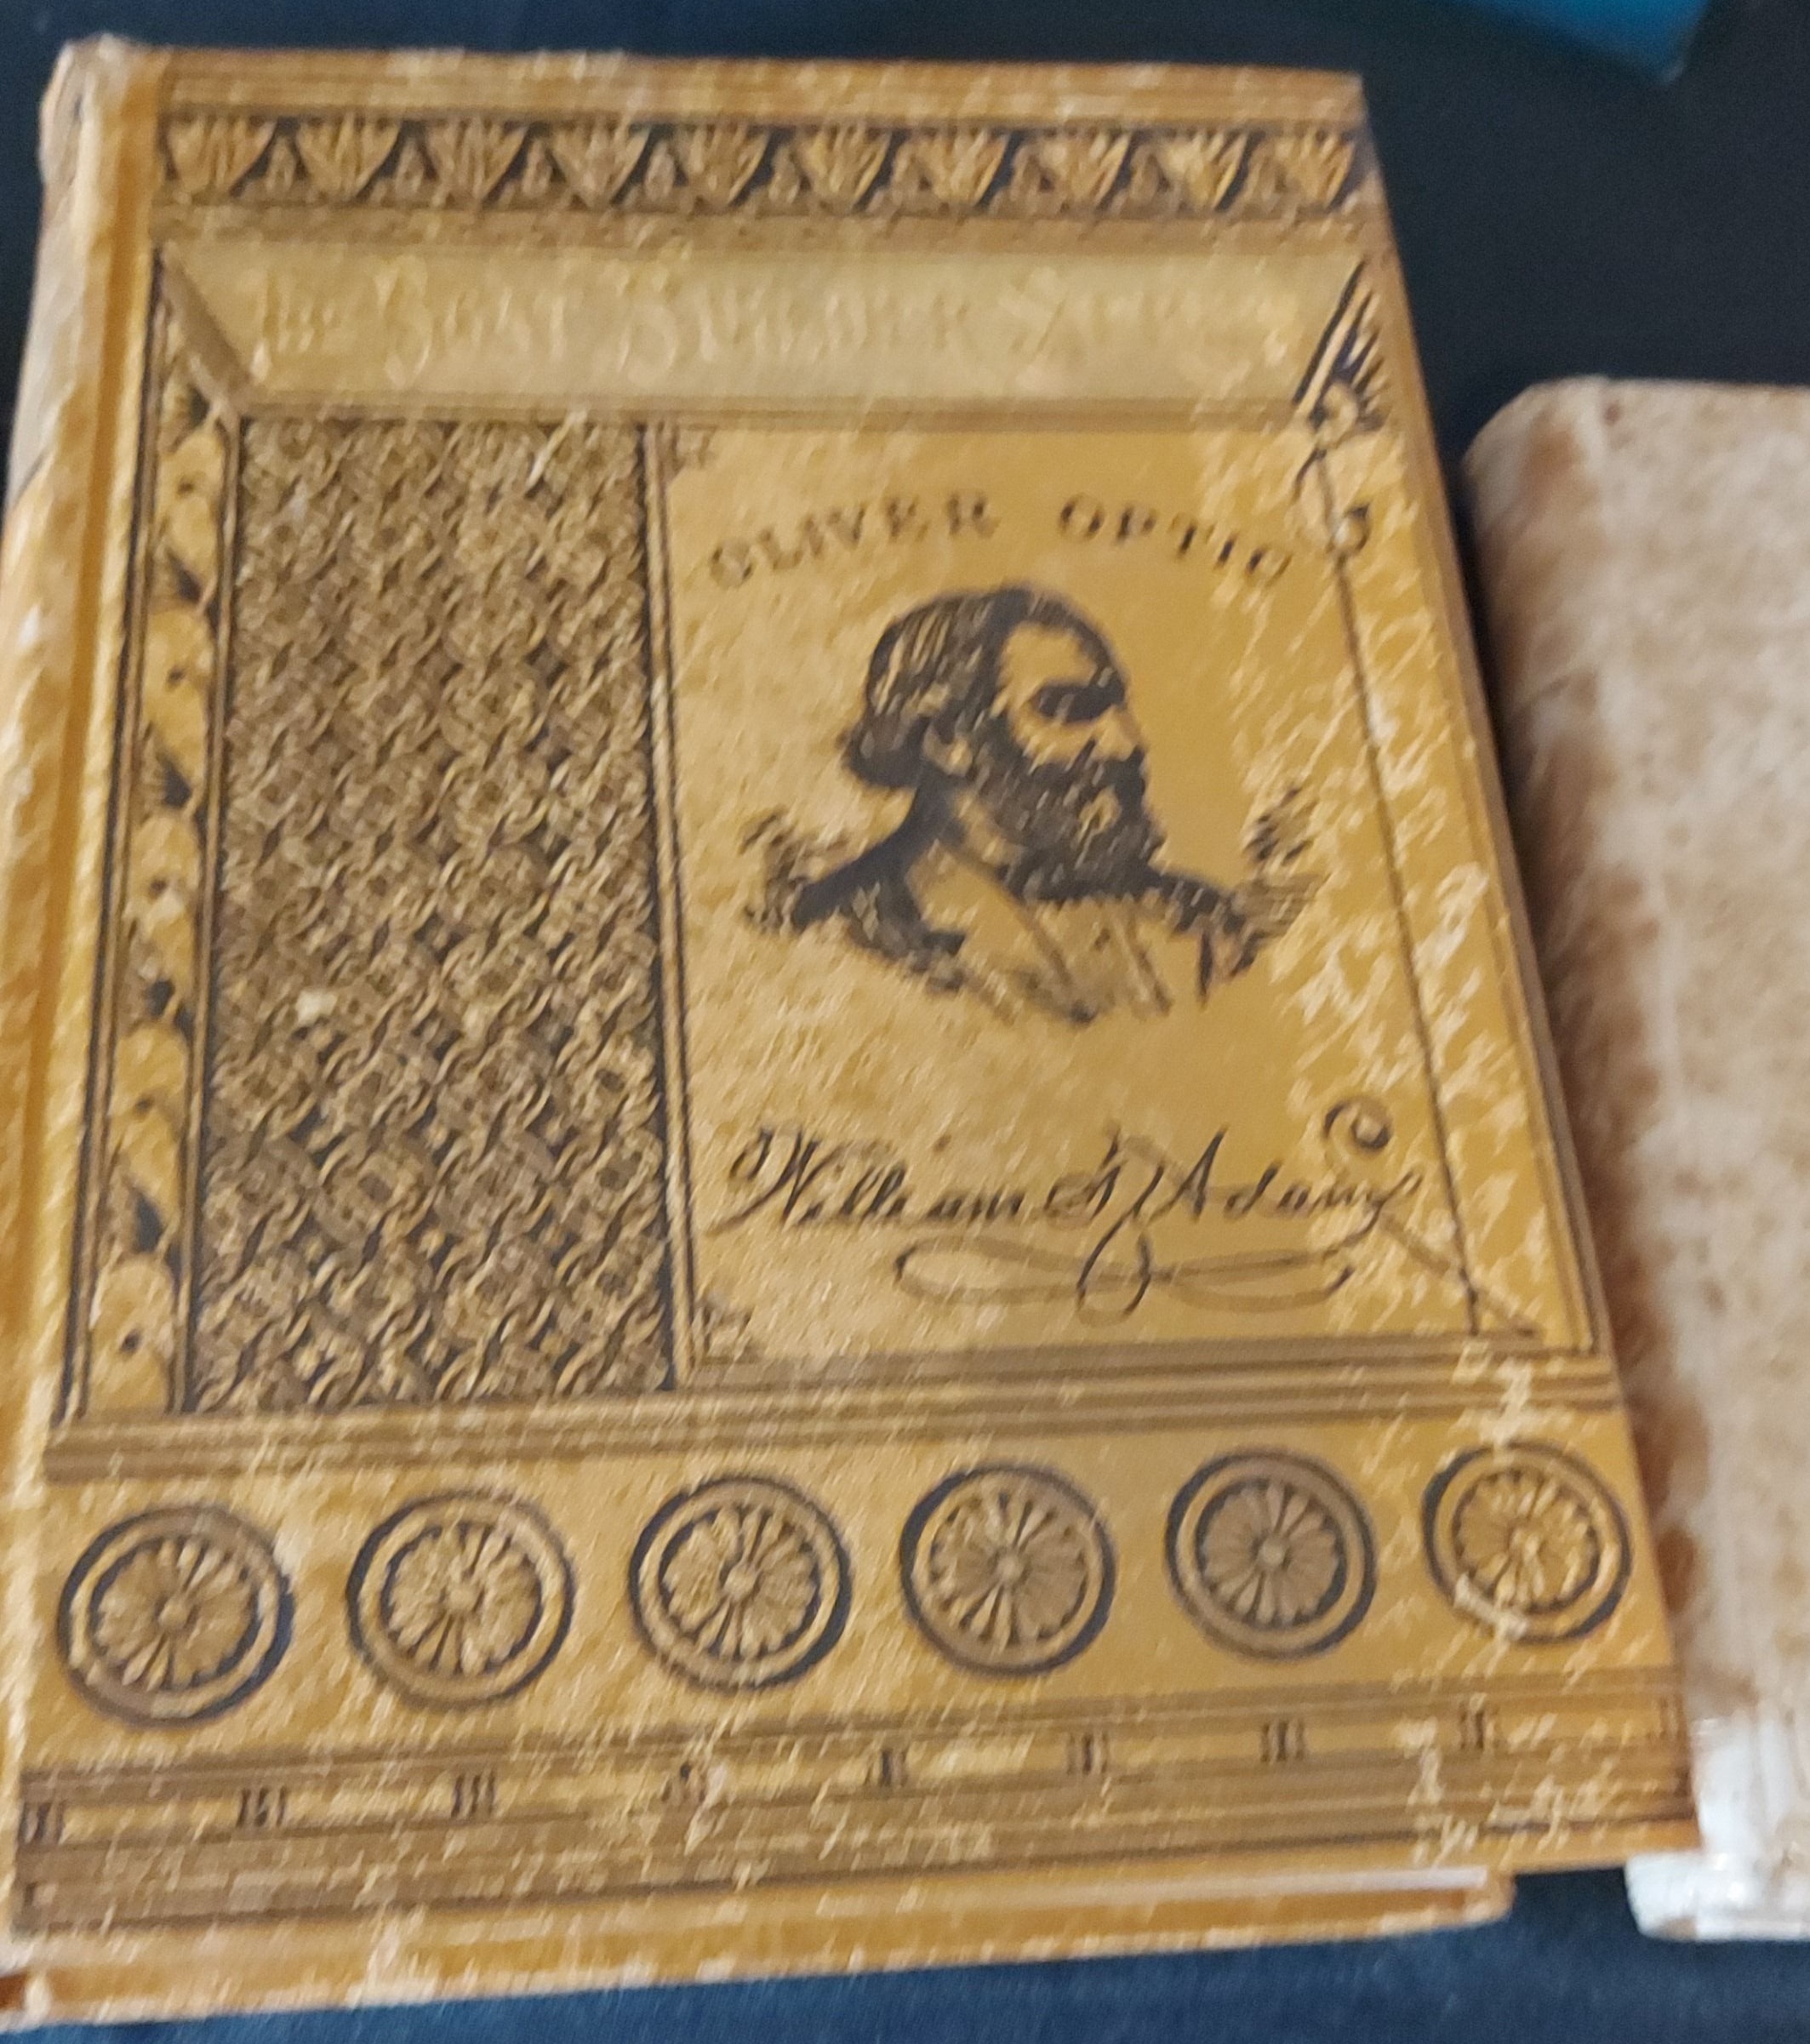 The Boat Builder Series
OLIVER OPTIC
William T. Adams